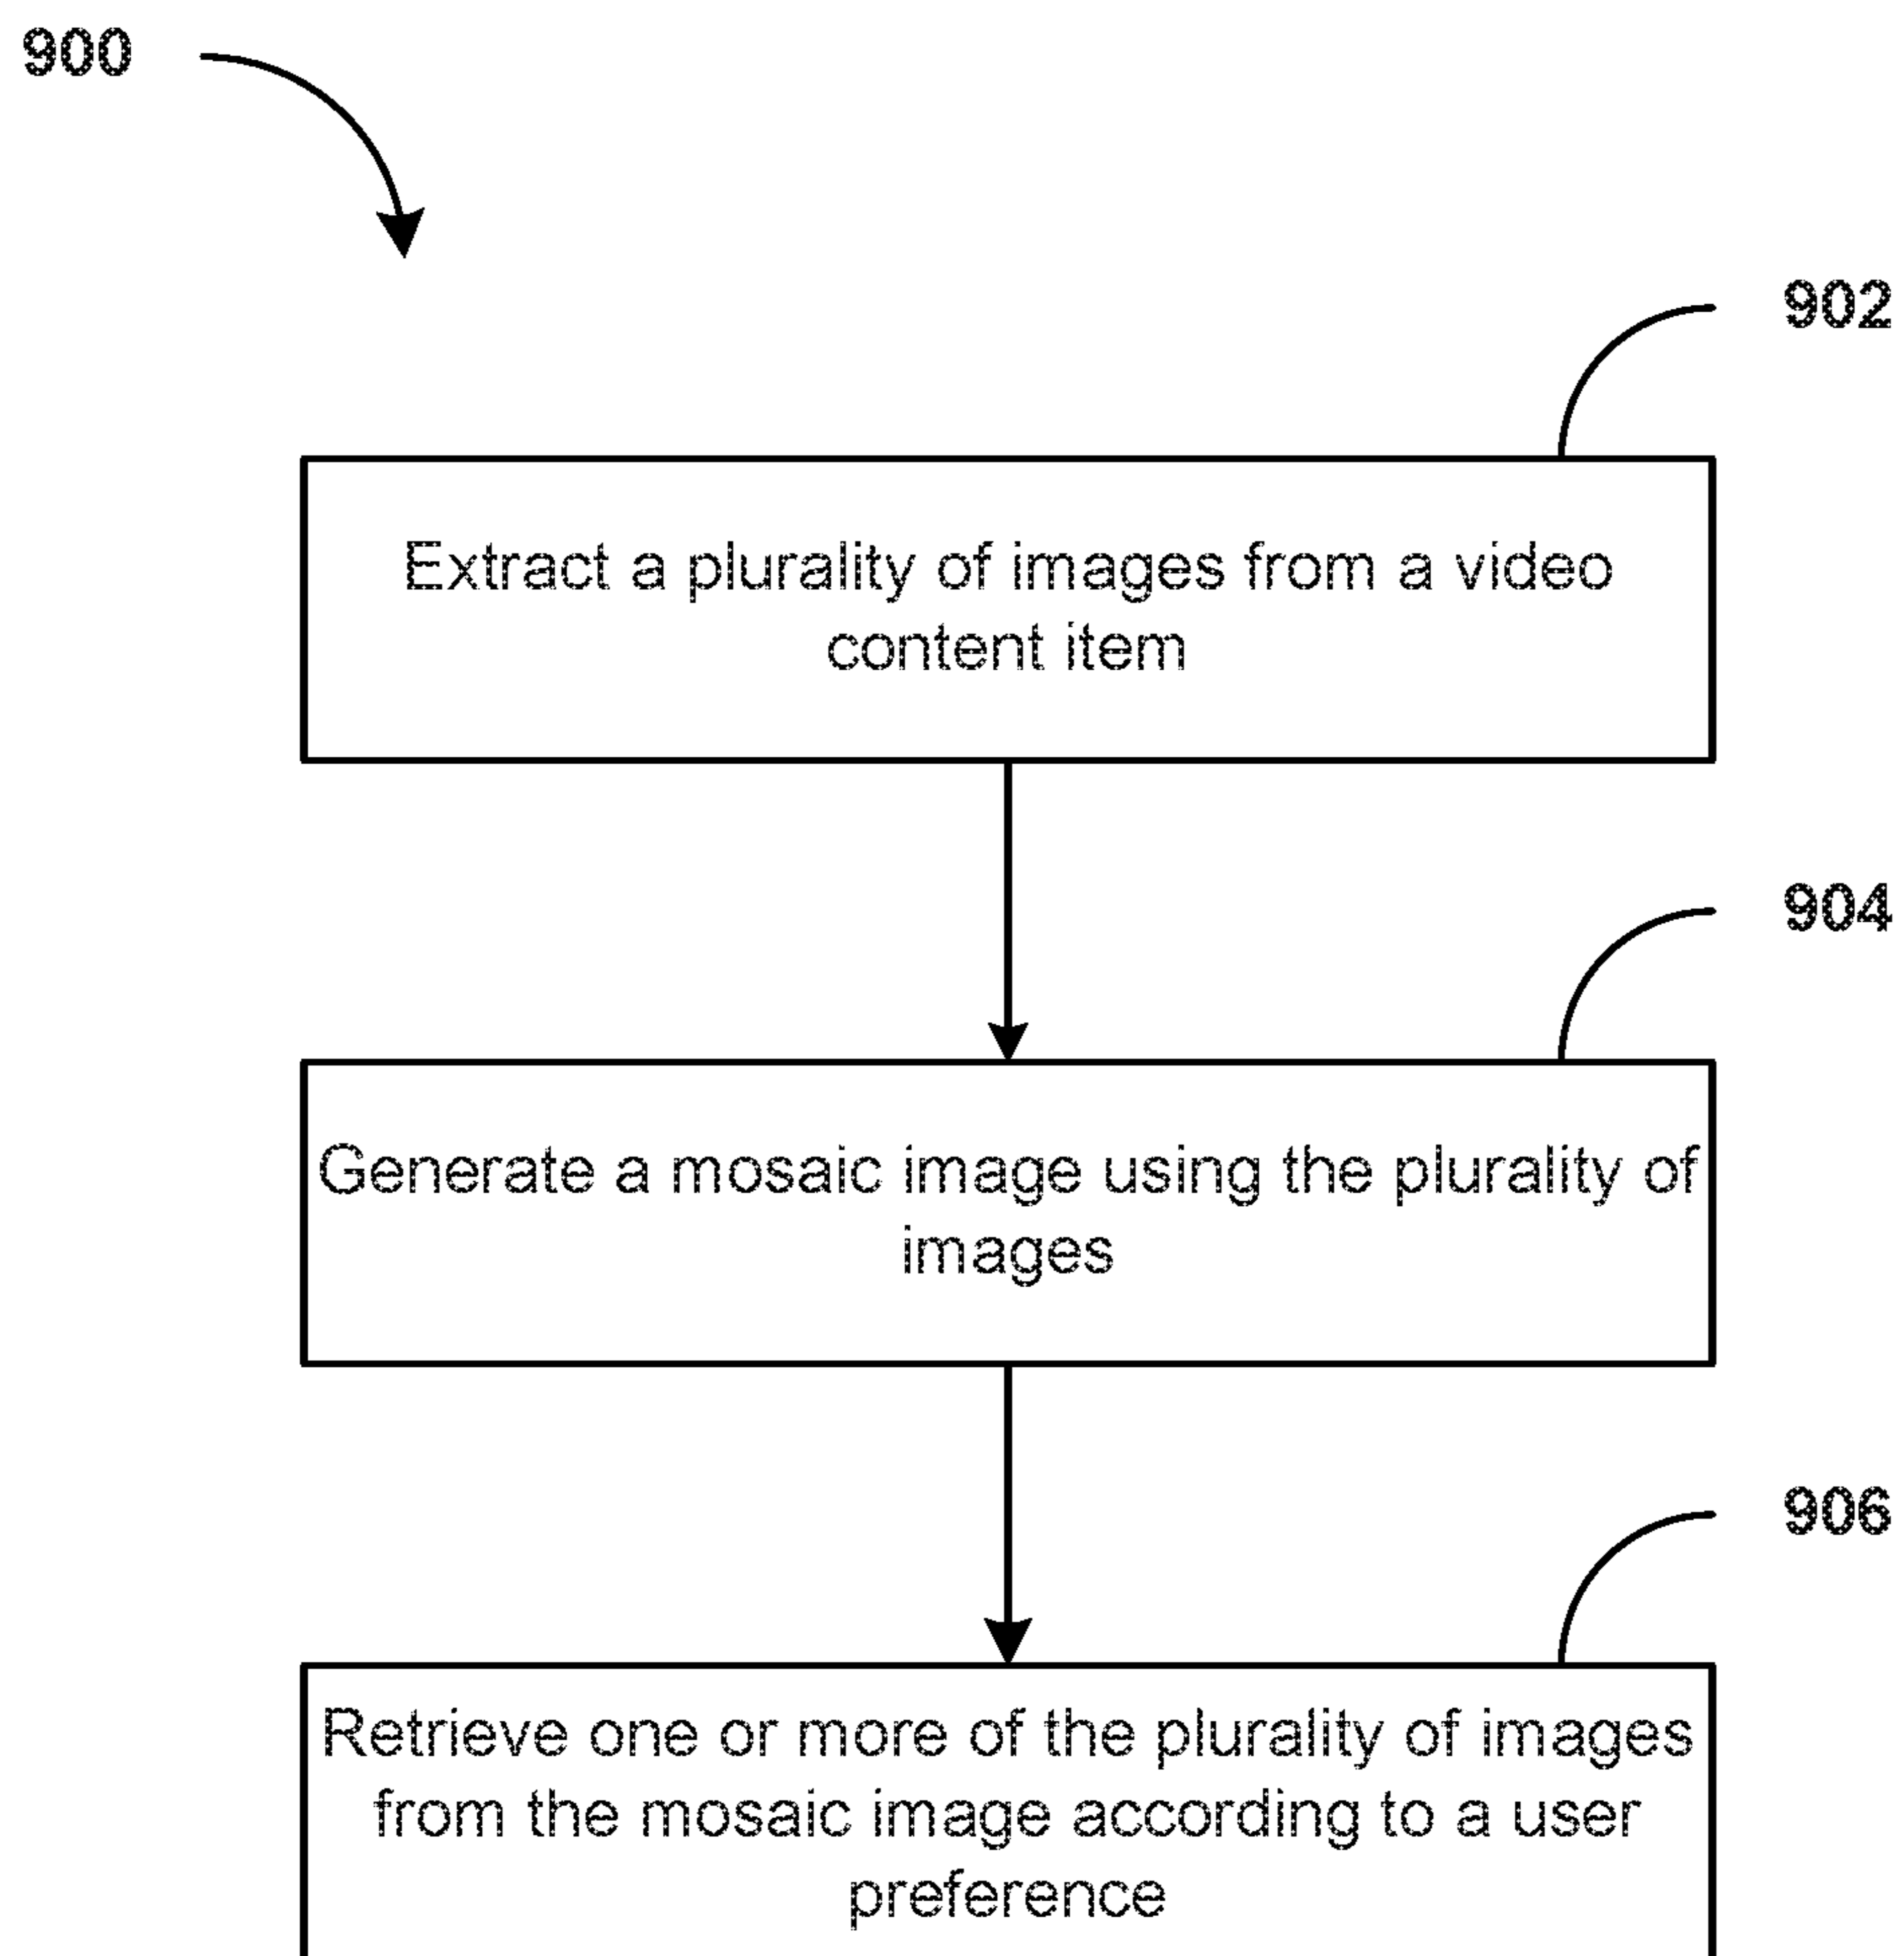 900
902
Extract a plurality of images from a video
content item
904
Generate a mosaic image using the plurality of
images
906
Retrieve one or more of the plurality of images
from the mosaic image according to a user
preference